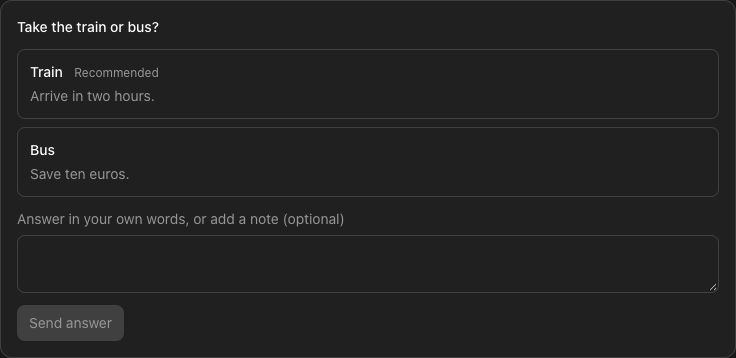 Take the train or bus?
Train Recommended
Arrive in two hours.
Bus
Save ten euros.
Answer in your own words, or add a note (optional)
Send answer